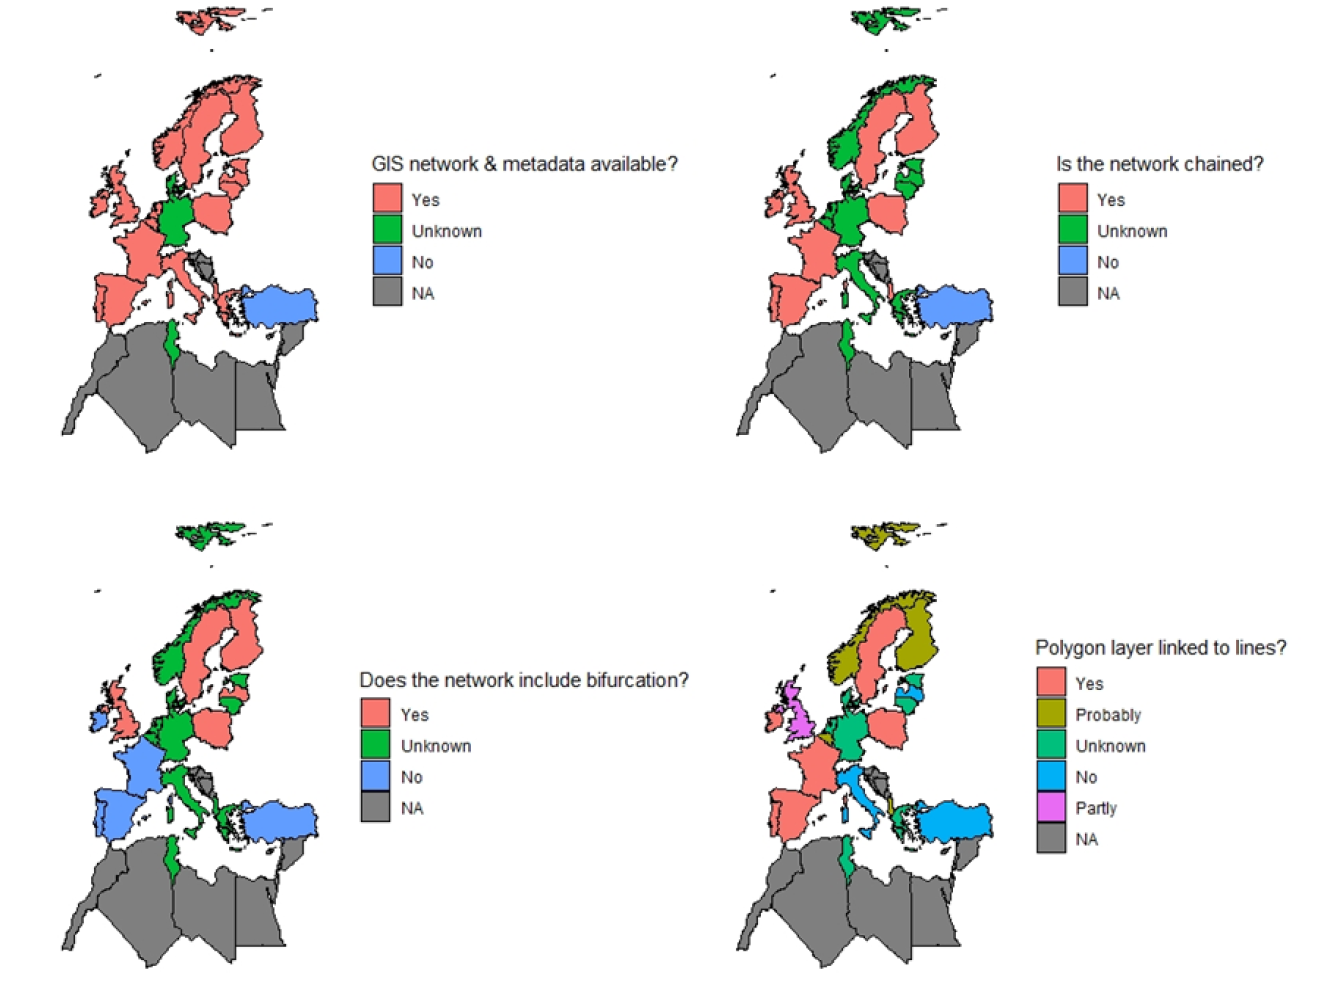 GIS network & metadata available?
Yes
Unknown
No
NA
Is the network chained?
Yes
Unknown
No
NA
Does the network include bifurcation?
Yes
Unknown
No
NA
Polygon layer linked to lines?
Yes
Probably
Unknown
No
Partly
NA